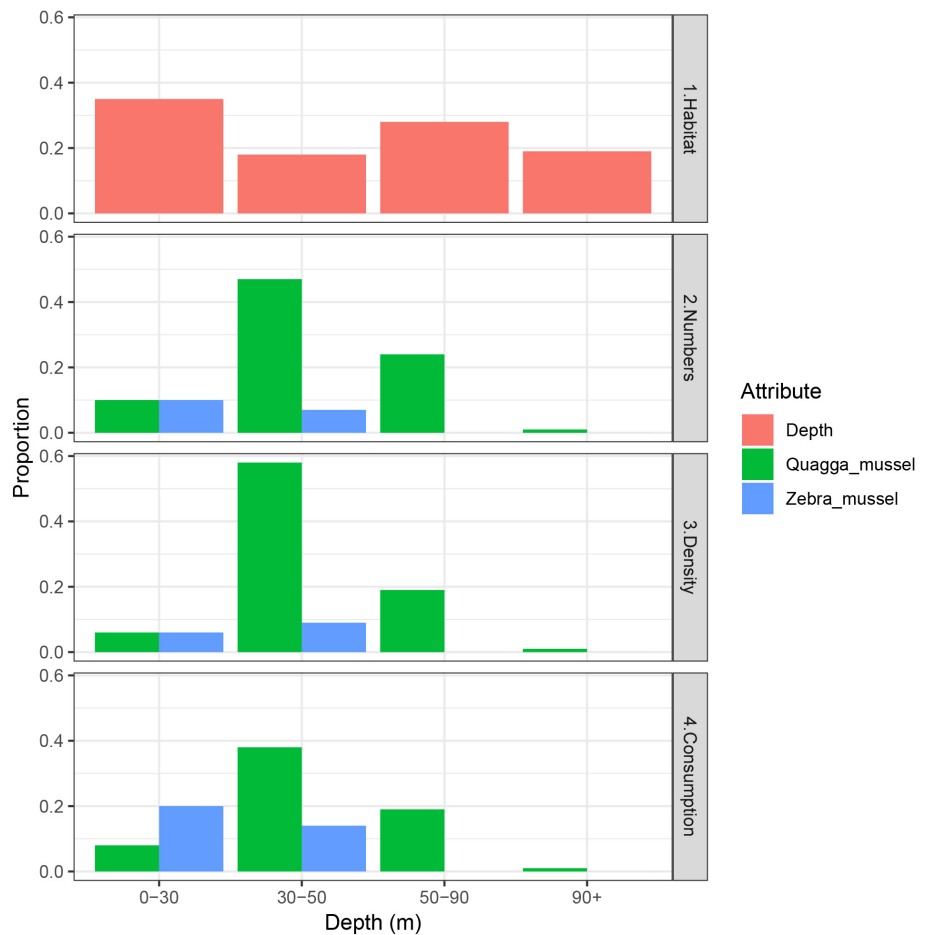 0.6
0.4
0.2
0.0
1.Habitat
0.6
0.4
0.2
0.0
2.Numbers
0.6
0.4
0.2
0.0
3.Density
0.6
0.4
0.2
0.0
4.Consumption
Proportion
0−30 30−50 50−90 90+
Depth (m)
Attribute
Depth
Quagga_mussel
Zebra_mussel